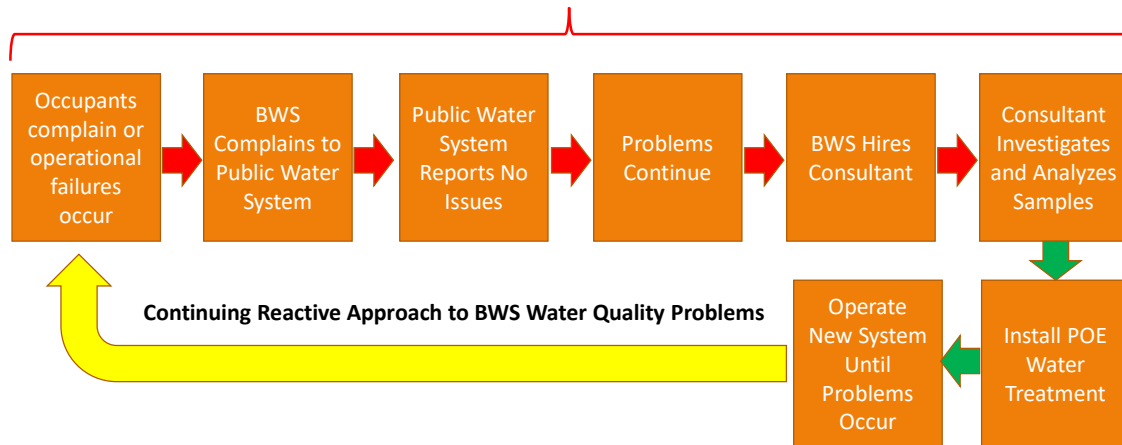 Occupants
complain or
operational
failures
occur
BWS
Complains to
Public Water
System
Public Water
System
Reports No
Issues
Problems
Continue
BWS Hires
Consultant
Consultant
Investigates
and Analyzes
Samples
Install POE
Water
Treatment
Operate
New System
Until
Problems
Occur
Continuing Reactive Approach to BWS Water Quality Problems